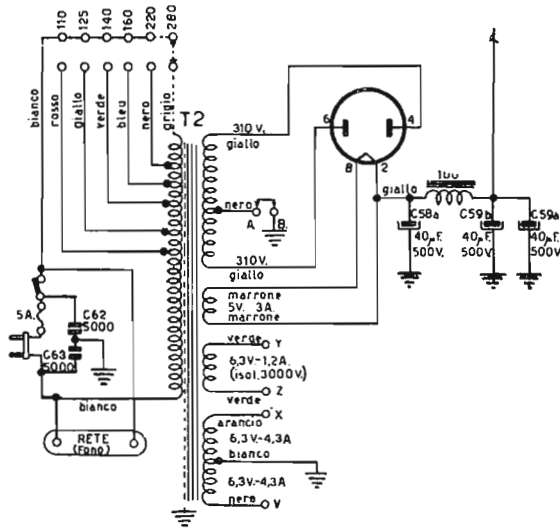 110
125
140
160
220
280
bianco
rosso
giallo
verde
bleu
nero
grigio
T2
310 V.
giallo
nero
A
B
310 V.
giallo
6
4
8
2
giallo
C58a
40µF.
500V.
C59b
40µF.
500V.
C59a
40µF.
500V.
marrone
5V. 3A.
marrone
verde
Y
6,3V-1,2A.
(isol.3000V.)
Z
verde
X
arancio
6,3V.-4,3A
bianco
6,3V-4,3A
nero
V
5A.
C62
5000
C63
5000
bianco
RETE
(Fono)